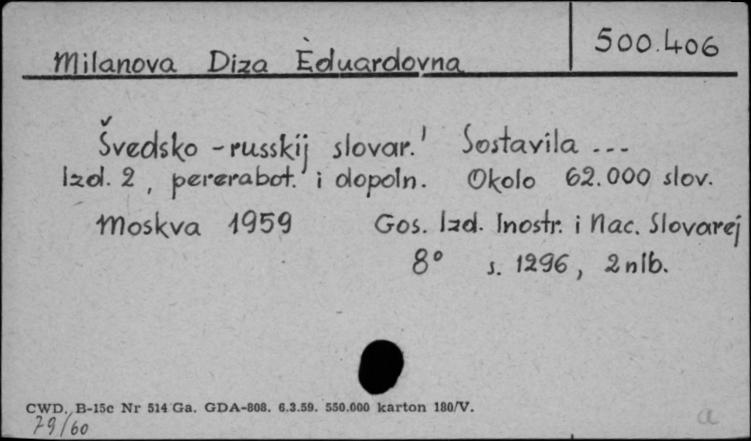 500.406
Milanova Diza Èduardovna
Švedsko-russkij slovar.' Sostavila ...
Izd. 2, pererabot. i dopoln. Okolo 62.000 slov.
Moskva 1959 Gos. Izd. Inostr. i Nac. Slovarej
8° s. 1296, 2 nlb.
CWD. B-15c Nr 514 Ga. GDA-808. 6.3.59. 550.000 karton 180/V.
79/60
a